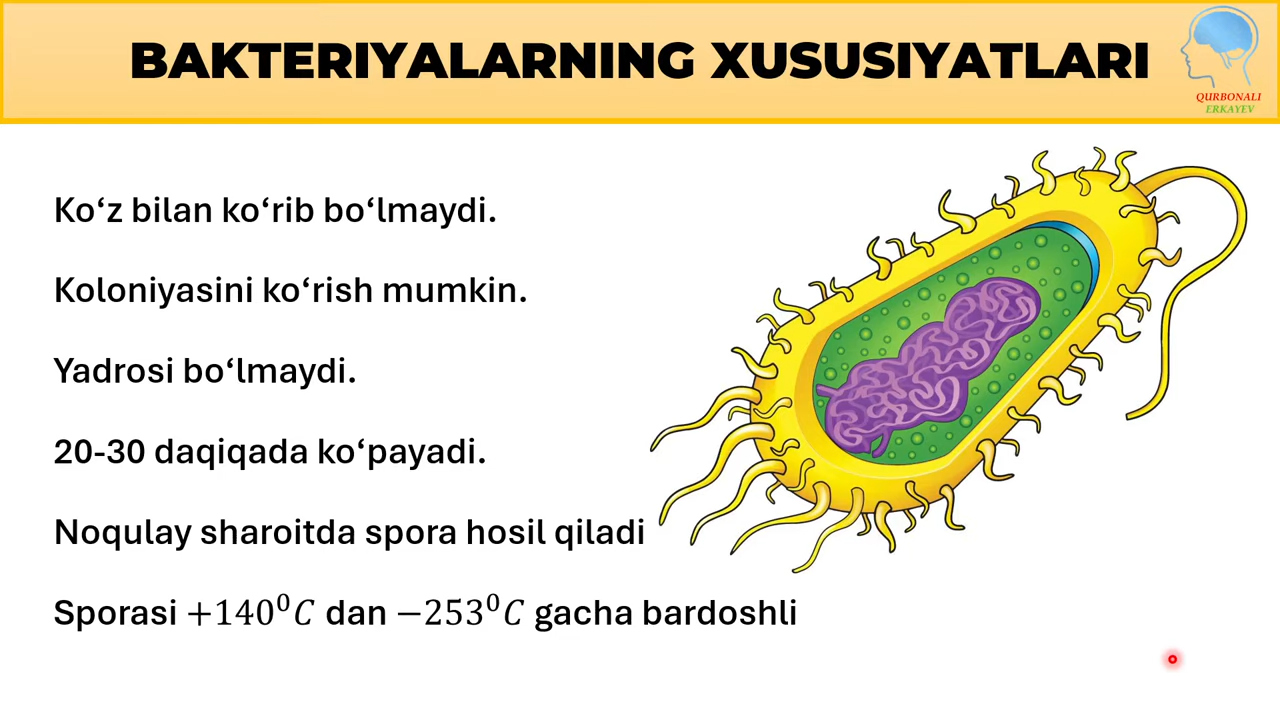 BAKTERIYALARNING XUSUSIYATLARI
QURBONALI
ERKAYEV
Ko‘z bilan ko‘rib bo‘lmaydi.
Koloniyasini ko‘rish mumkin.
Yadrosi bo‘lmaydi.
20-30 daqiqada ko‘payadi.
Noqulay sharoitda spora hosil qiladi
Sporasi +140⁰C dan −253⁰C gacha bardoshli